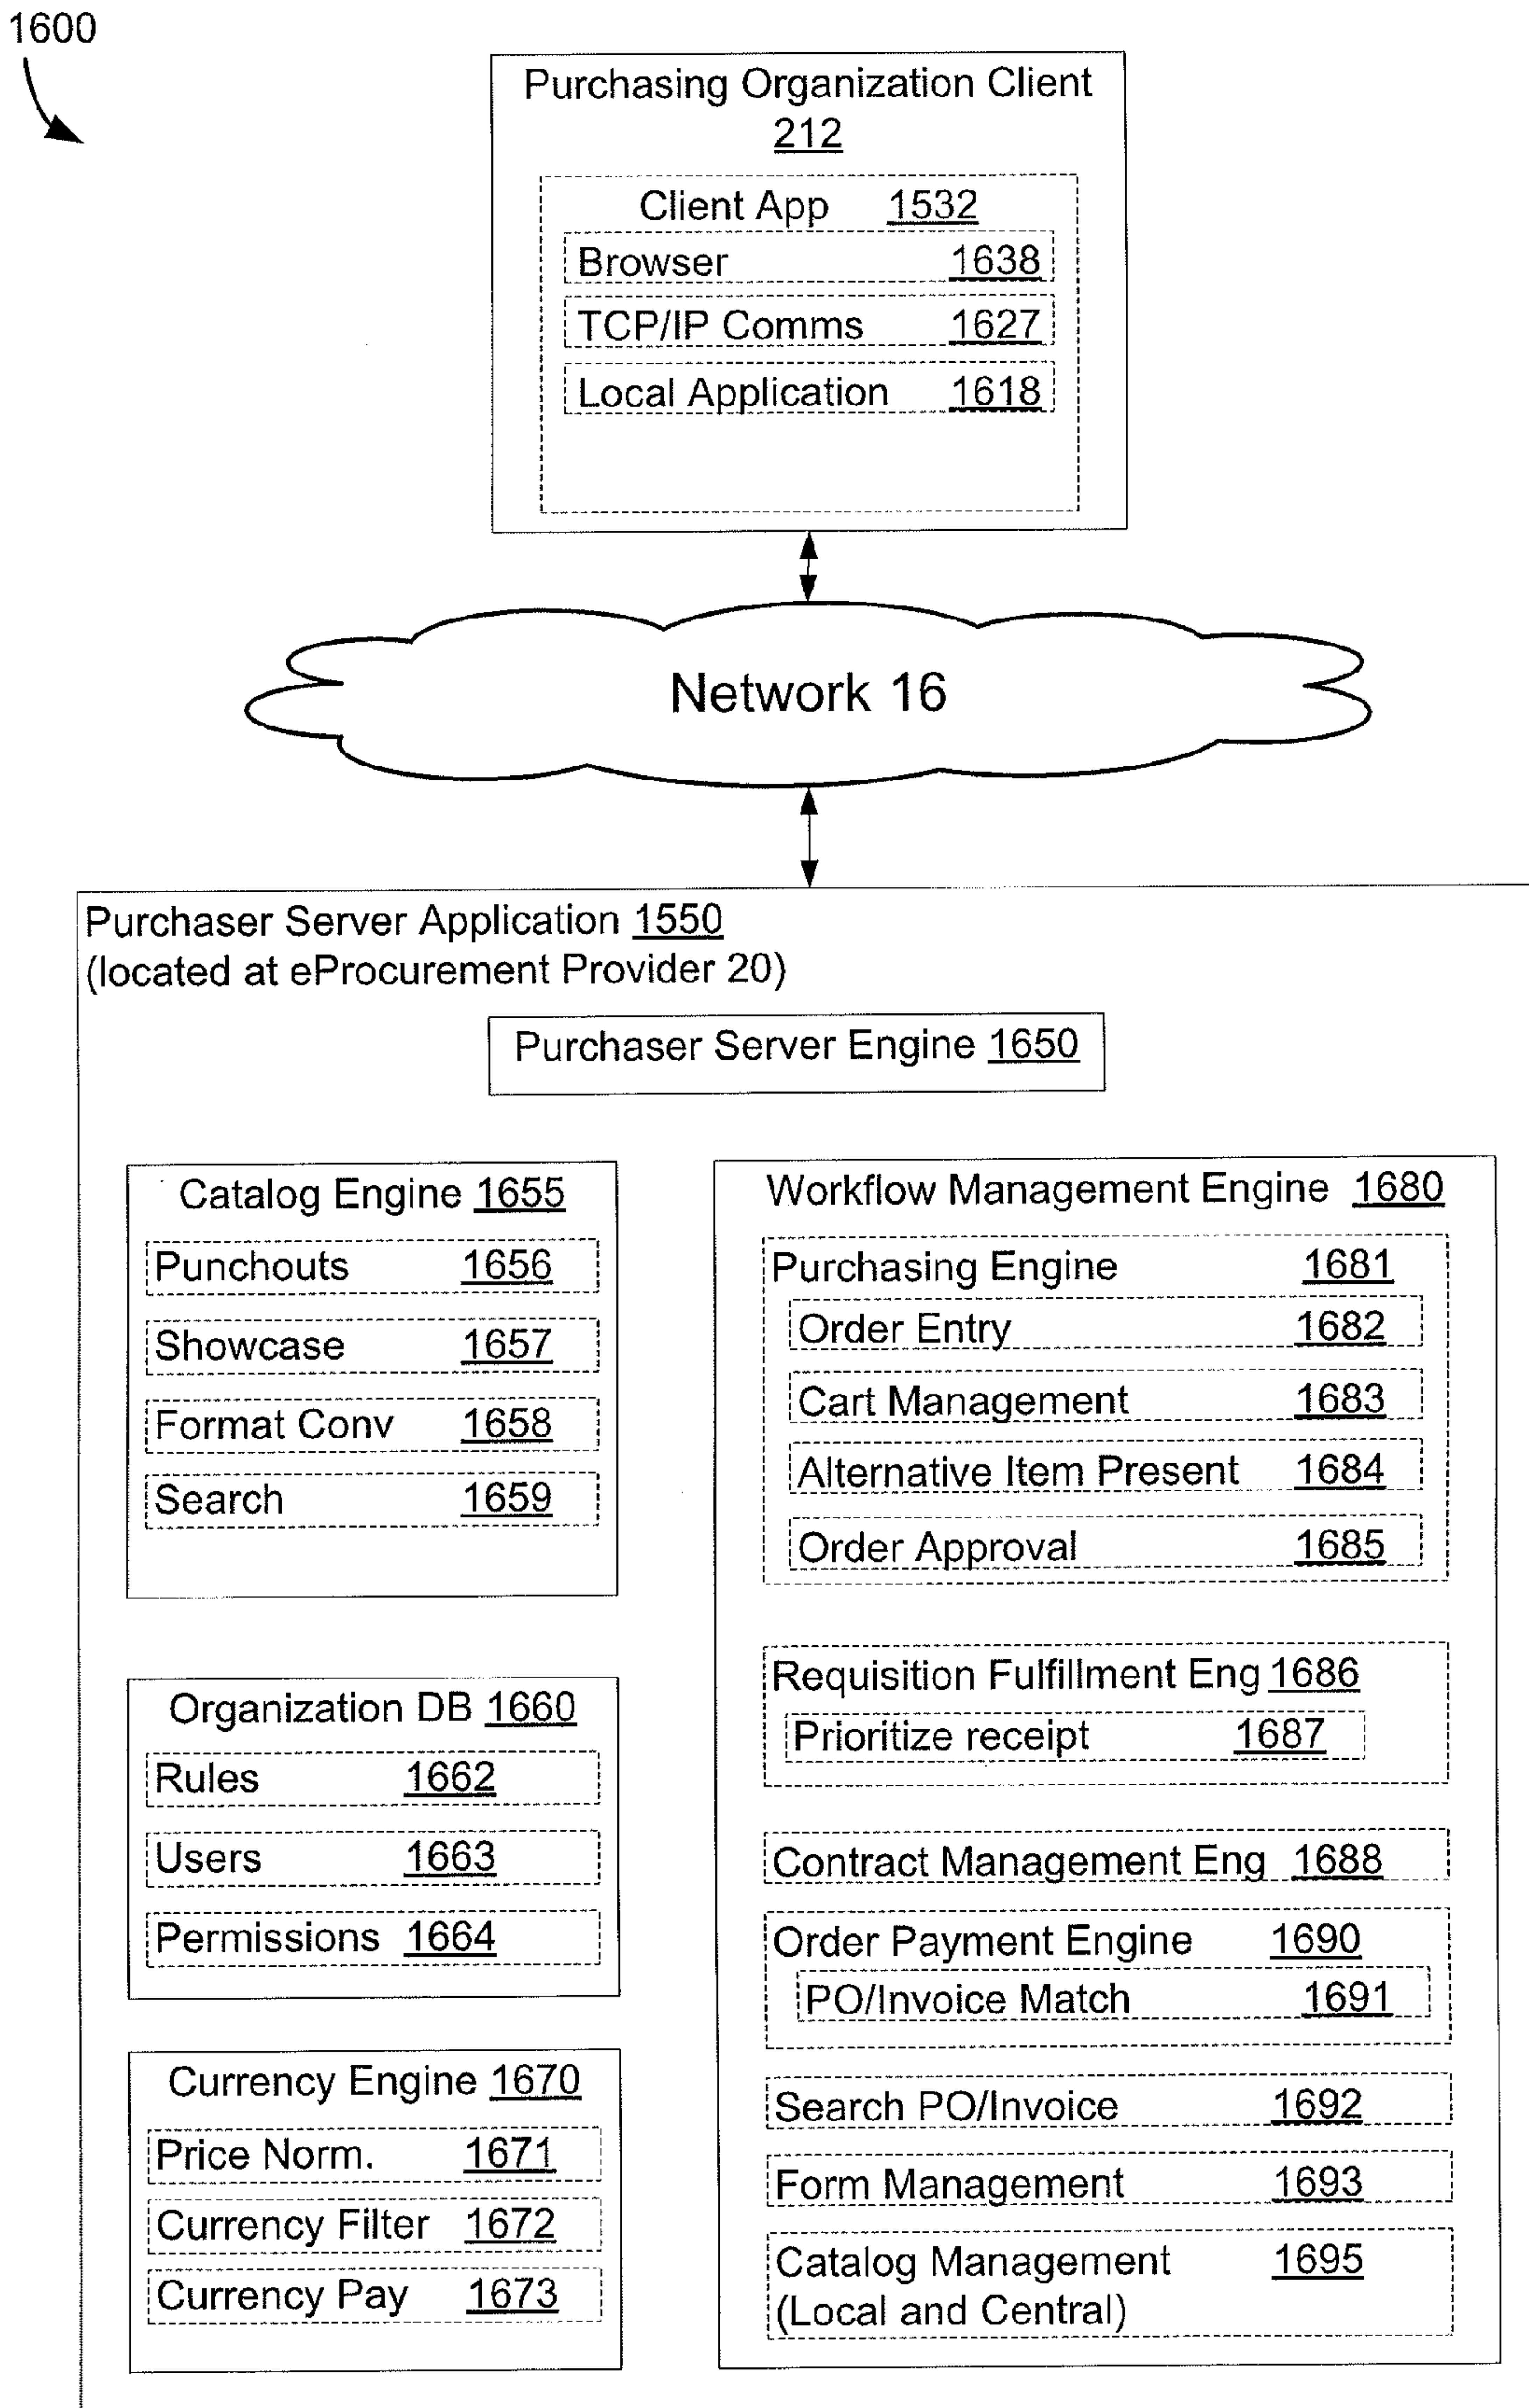 1600
Purchasing Organization Client
212
Client App 1532
Browser 1638
TCP/IP Comms 1627
Local Application 1618
Network 16
Purchaser Server Application 1550
(located at eProcurement Provider 20)
Purchaser Server Engine 1650
Catalog Engine 1655
Punchouts 1656
Showcase 1657
Format Conv 1658
Search 1659
Organization DB 1660
Rules 1662
Users 1663
Permissions 1664
Currency Engine 1670
Price Norm. 1671
Currency Filter 1672
Currency Pay 1673
Workflow Management Engine 1680
Purchasing Engine 1681
Order Entry 1682
Cart Management 1683
Alternative Item Present 1684
Order Approval 1685
Requisition Fulfillment Eng 1686
Prioritize receipt 1687
Contract Management Eng 1688
Order Payment Engine 1690
PO/Invoice Match 1691
Search PO/Invoice 1692
Form Management 1693
Catalog Management 1695
(Local and Central)